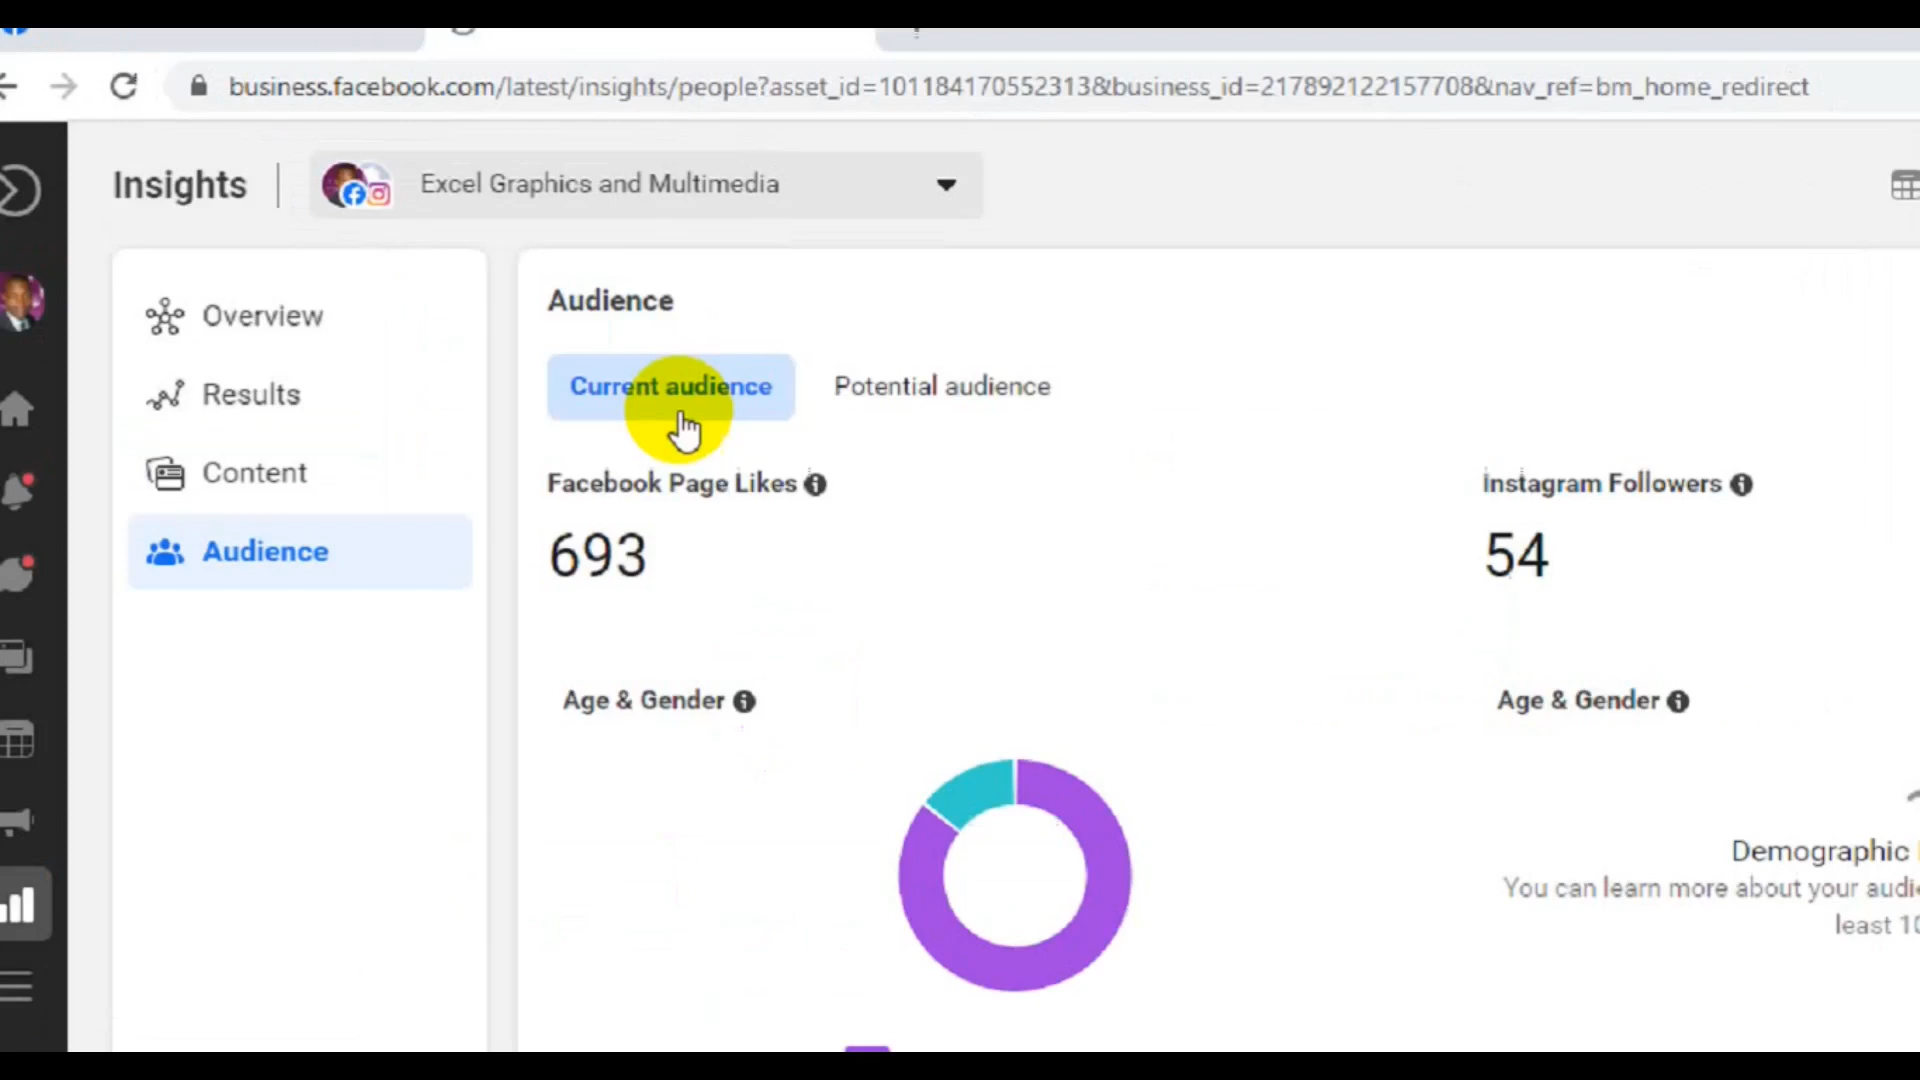 business.facebook.com/latest/insights/people?asset_id=101184170552313&business_id=217892122157708&nav_ref=bm_home_redirect
Insights
Excel Graphics and Multimedia
Overview
Results
Content
Audience
Audience
Current audience
Potential audience
Facebook Page Likes
693
Age & Gender
Instagram Followers
54
Age & Gender
Demographic
You can learn more about your audie
least 10